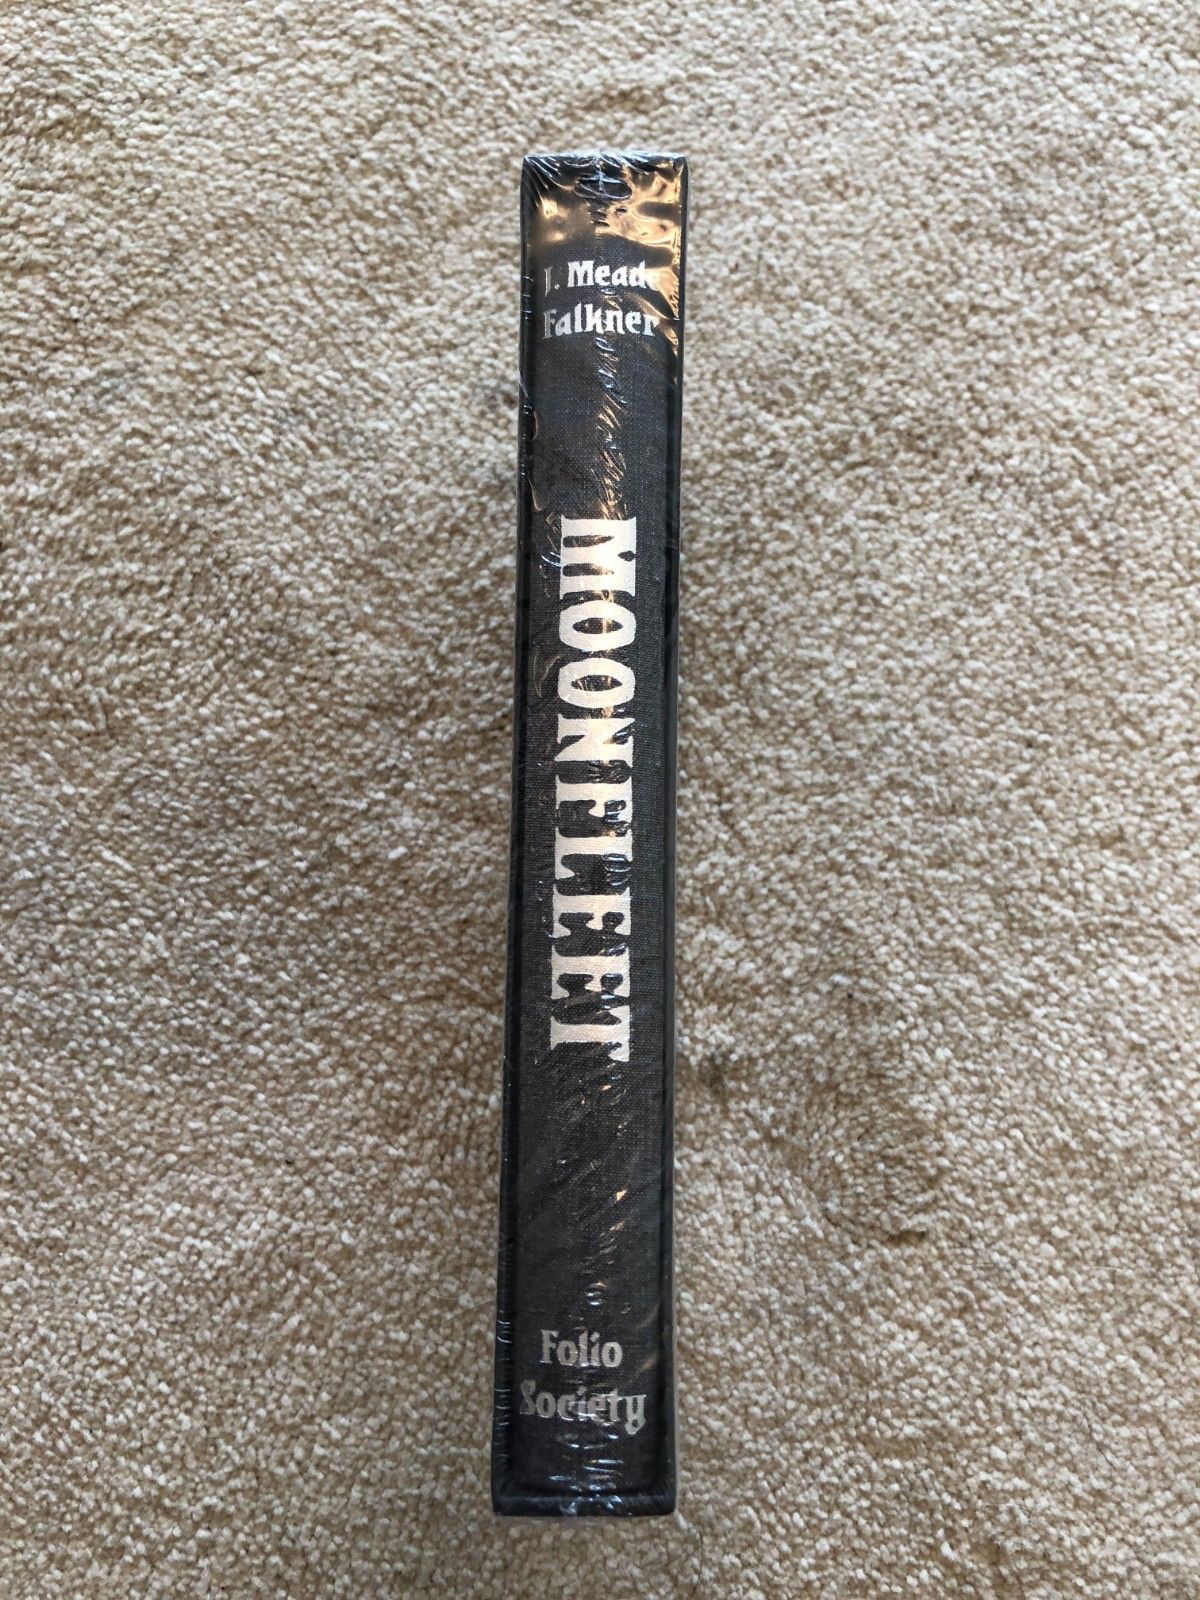 J. Meade
Falkner
MOONFLEET
Folio
Society